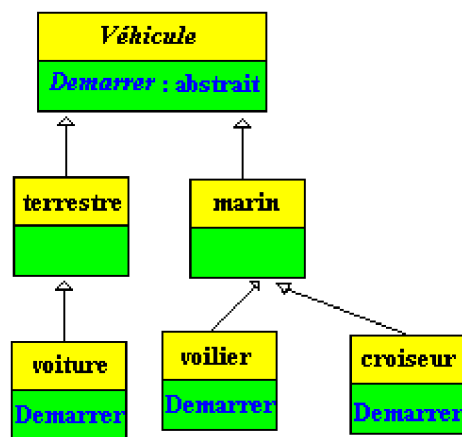 Véhicule
Demarrer : abstrait
terrestre
marin
voiture
Demarrer
voilier
Demarrer
croiseur
Demarrer